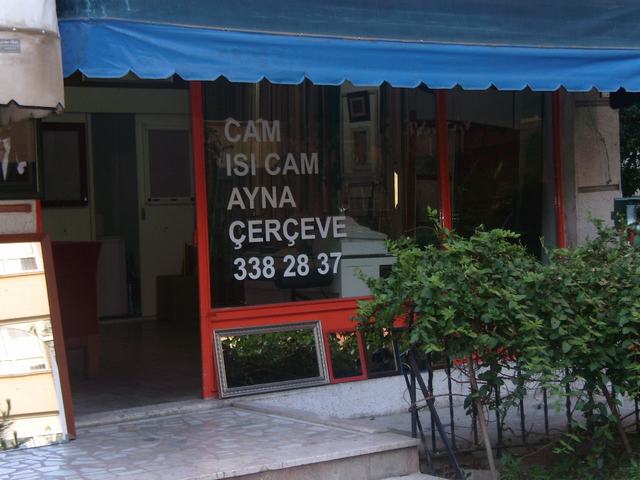 CAM
ISI CAM
AYNA
ÇERÇEVE
338 28 37